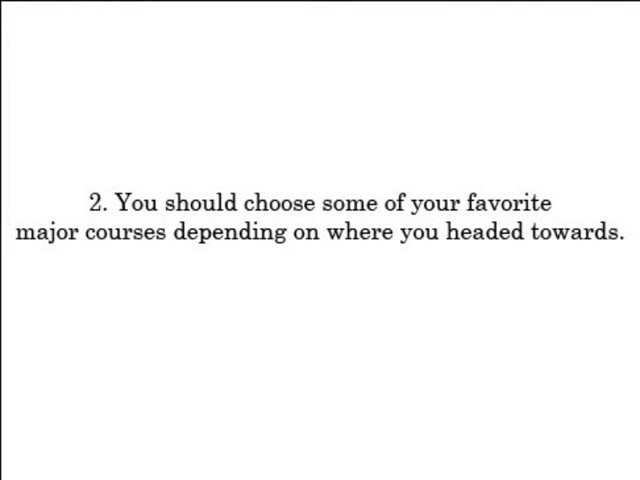 2. You should choose some of your favorite
major courses depending on where you headed towards.